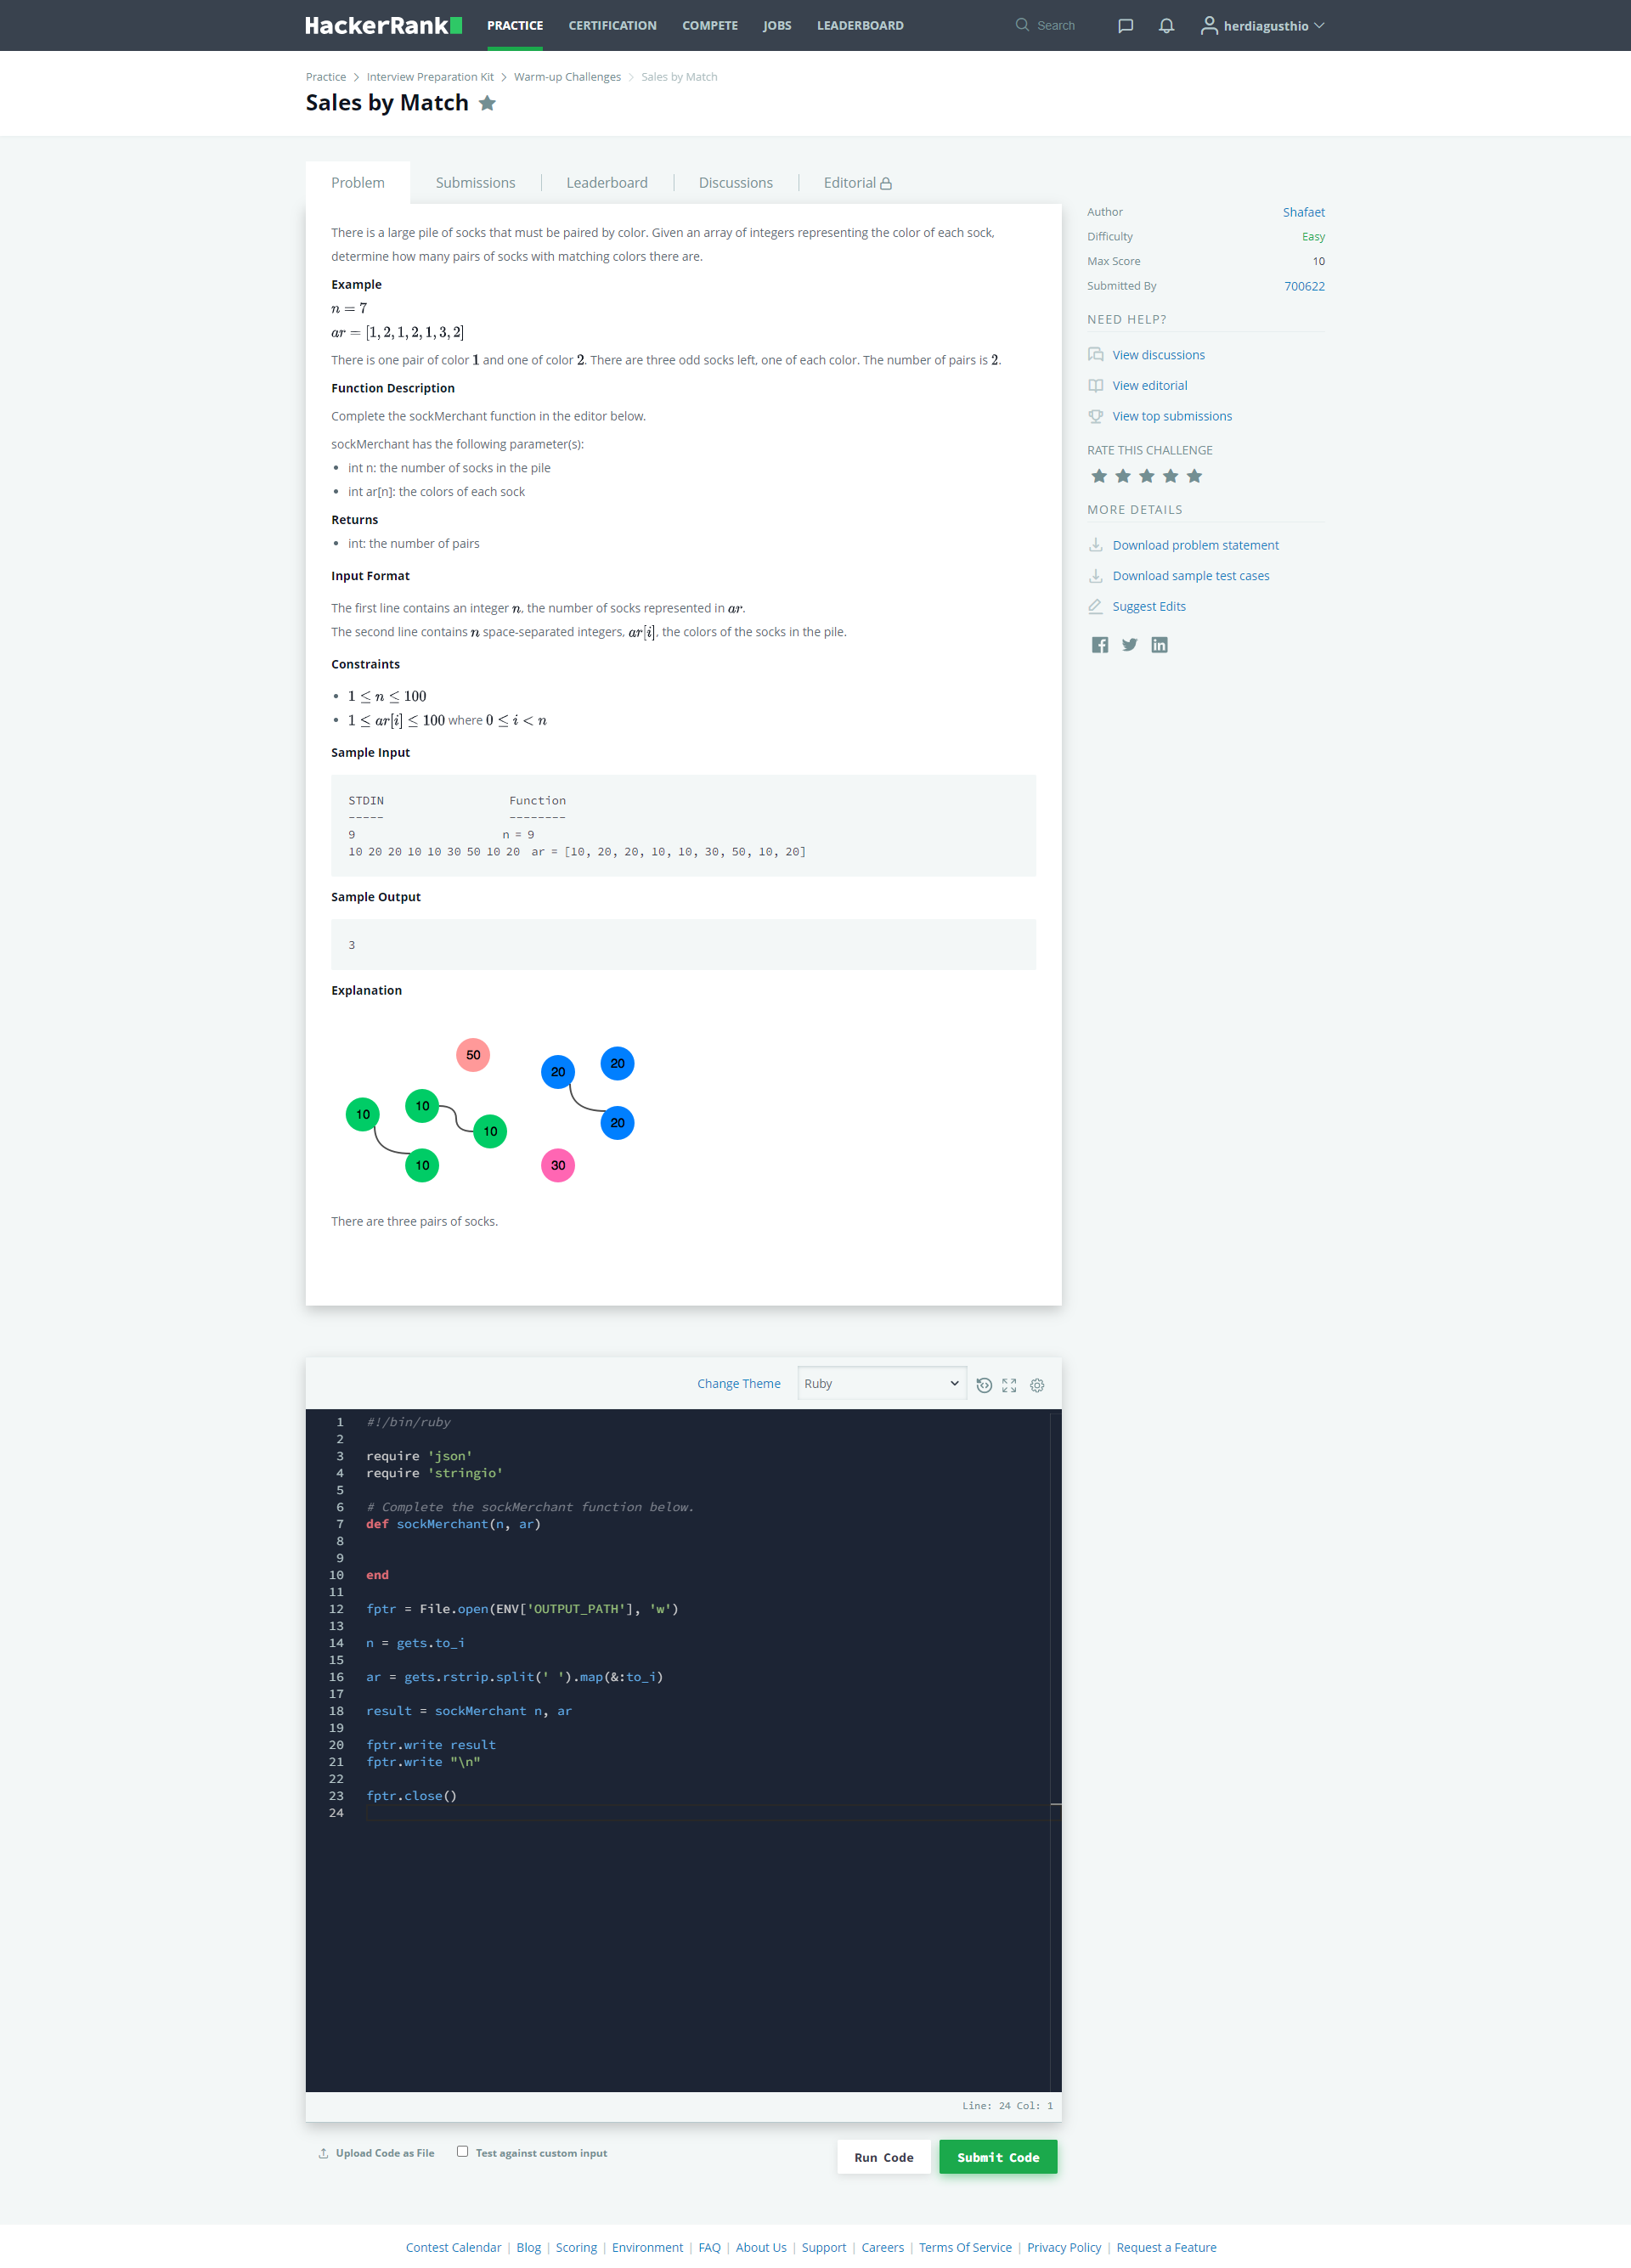 HackerRank PRACTICE CERTIFICATION COMPETE JOBS LEADERBOARD Search herdiagusthio
Practice > Interview Preparation Kit > Warm-up Challenges > Sales by Match
Sales by Match
Problem Submissions Leaderboard Discussions Editorial
There is a large pile of socks that must be paired by color. Given an array of integers representing the color of each sock,
determine how many pairs of socks with matching colors there are.
Example
n = 7
ar = [1, 2, 1, 2, 1, 3, 2]
There is one pair of color 1 and one of color 2. There are three odd socks left, one of each color. The number of pairs is 2.
Function Description
Complete the sockMerchant function in the editor below.
sockMerchant has the following parameter(s):
• int n: the number of socks in the pile
• int ar[n]: the colors of each sock
Returns
• int: the number of pairs
Input Format
The first line contains an integer n, the number of socks represented in ar.
The second line contains n space-separated integers, ar[i], the colors of the socks in the pile.
Constraints
• 1 ≤ n ≤ 100
• 1 ≤ ar[i] ≤ 100 where 0 ≤ i < n
Sample Input
STDIN Function
----- --------
9 n = 9
10 20 20 10 10 30 50 10 20 ar = [10, 20, 20, 10, 10, 30, 50, 10, 20]
Sample Output
3
Explanation
50
20
20
10
10
10
20
10
30
There are three pairs of socks.
Author Shafaet
Difficulty Easy
Max Score 10
Submitted By 700622
NEED HELP?
View discussions
View editorial
View top submissions
RATE THIS CHALLENGE
MORE DETAILS
Download problem statement
Download sample test cases
Suggest Edits
Change Theme Ruby
1 #!/bin/ruby
2
3 require 'json'
4 require 'stringio'
5
6 # Complete the sockMerchant function below.
7 def sockMerchant(n, ar)
8
9
10 end
11
12 fptr = File.open(ENV['OUTPUT_PATH'], 'w')
13
14 n = gets.to_i
15
16 ar = gets.rstrip.split(' ').map(&:to_i)
17
18 result = sockMerchant n, ar
19
20 fptr.write result
21 fptr.write "\n"
22
23 fptr.close()
24
Line: 24 Col: 1
Upload Code as File Test against custom input Run Code Submit Code
Contest Calendar | Blog | Scoring | Environment | FAQ | About Us | Support | Careers | Terms Of Service | Privacy Policy | Request a Feature